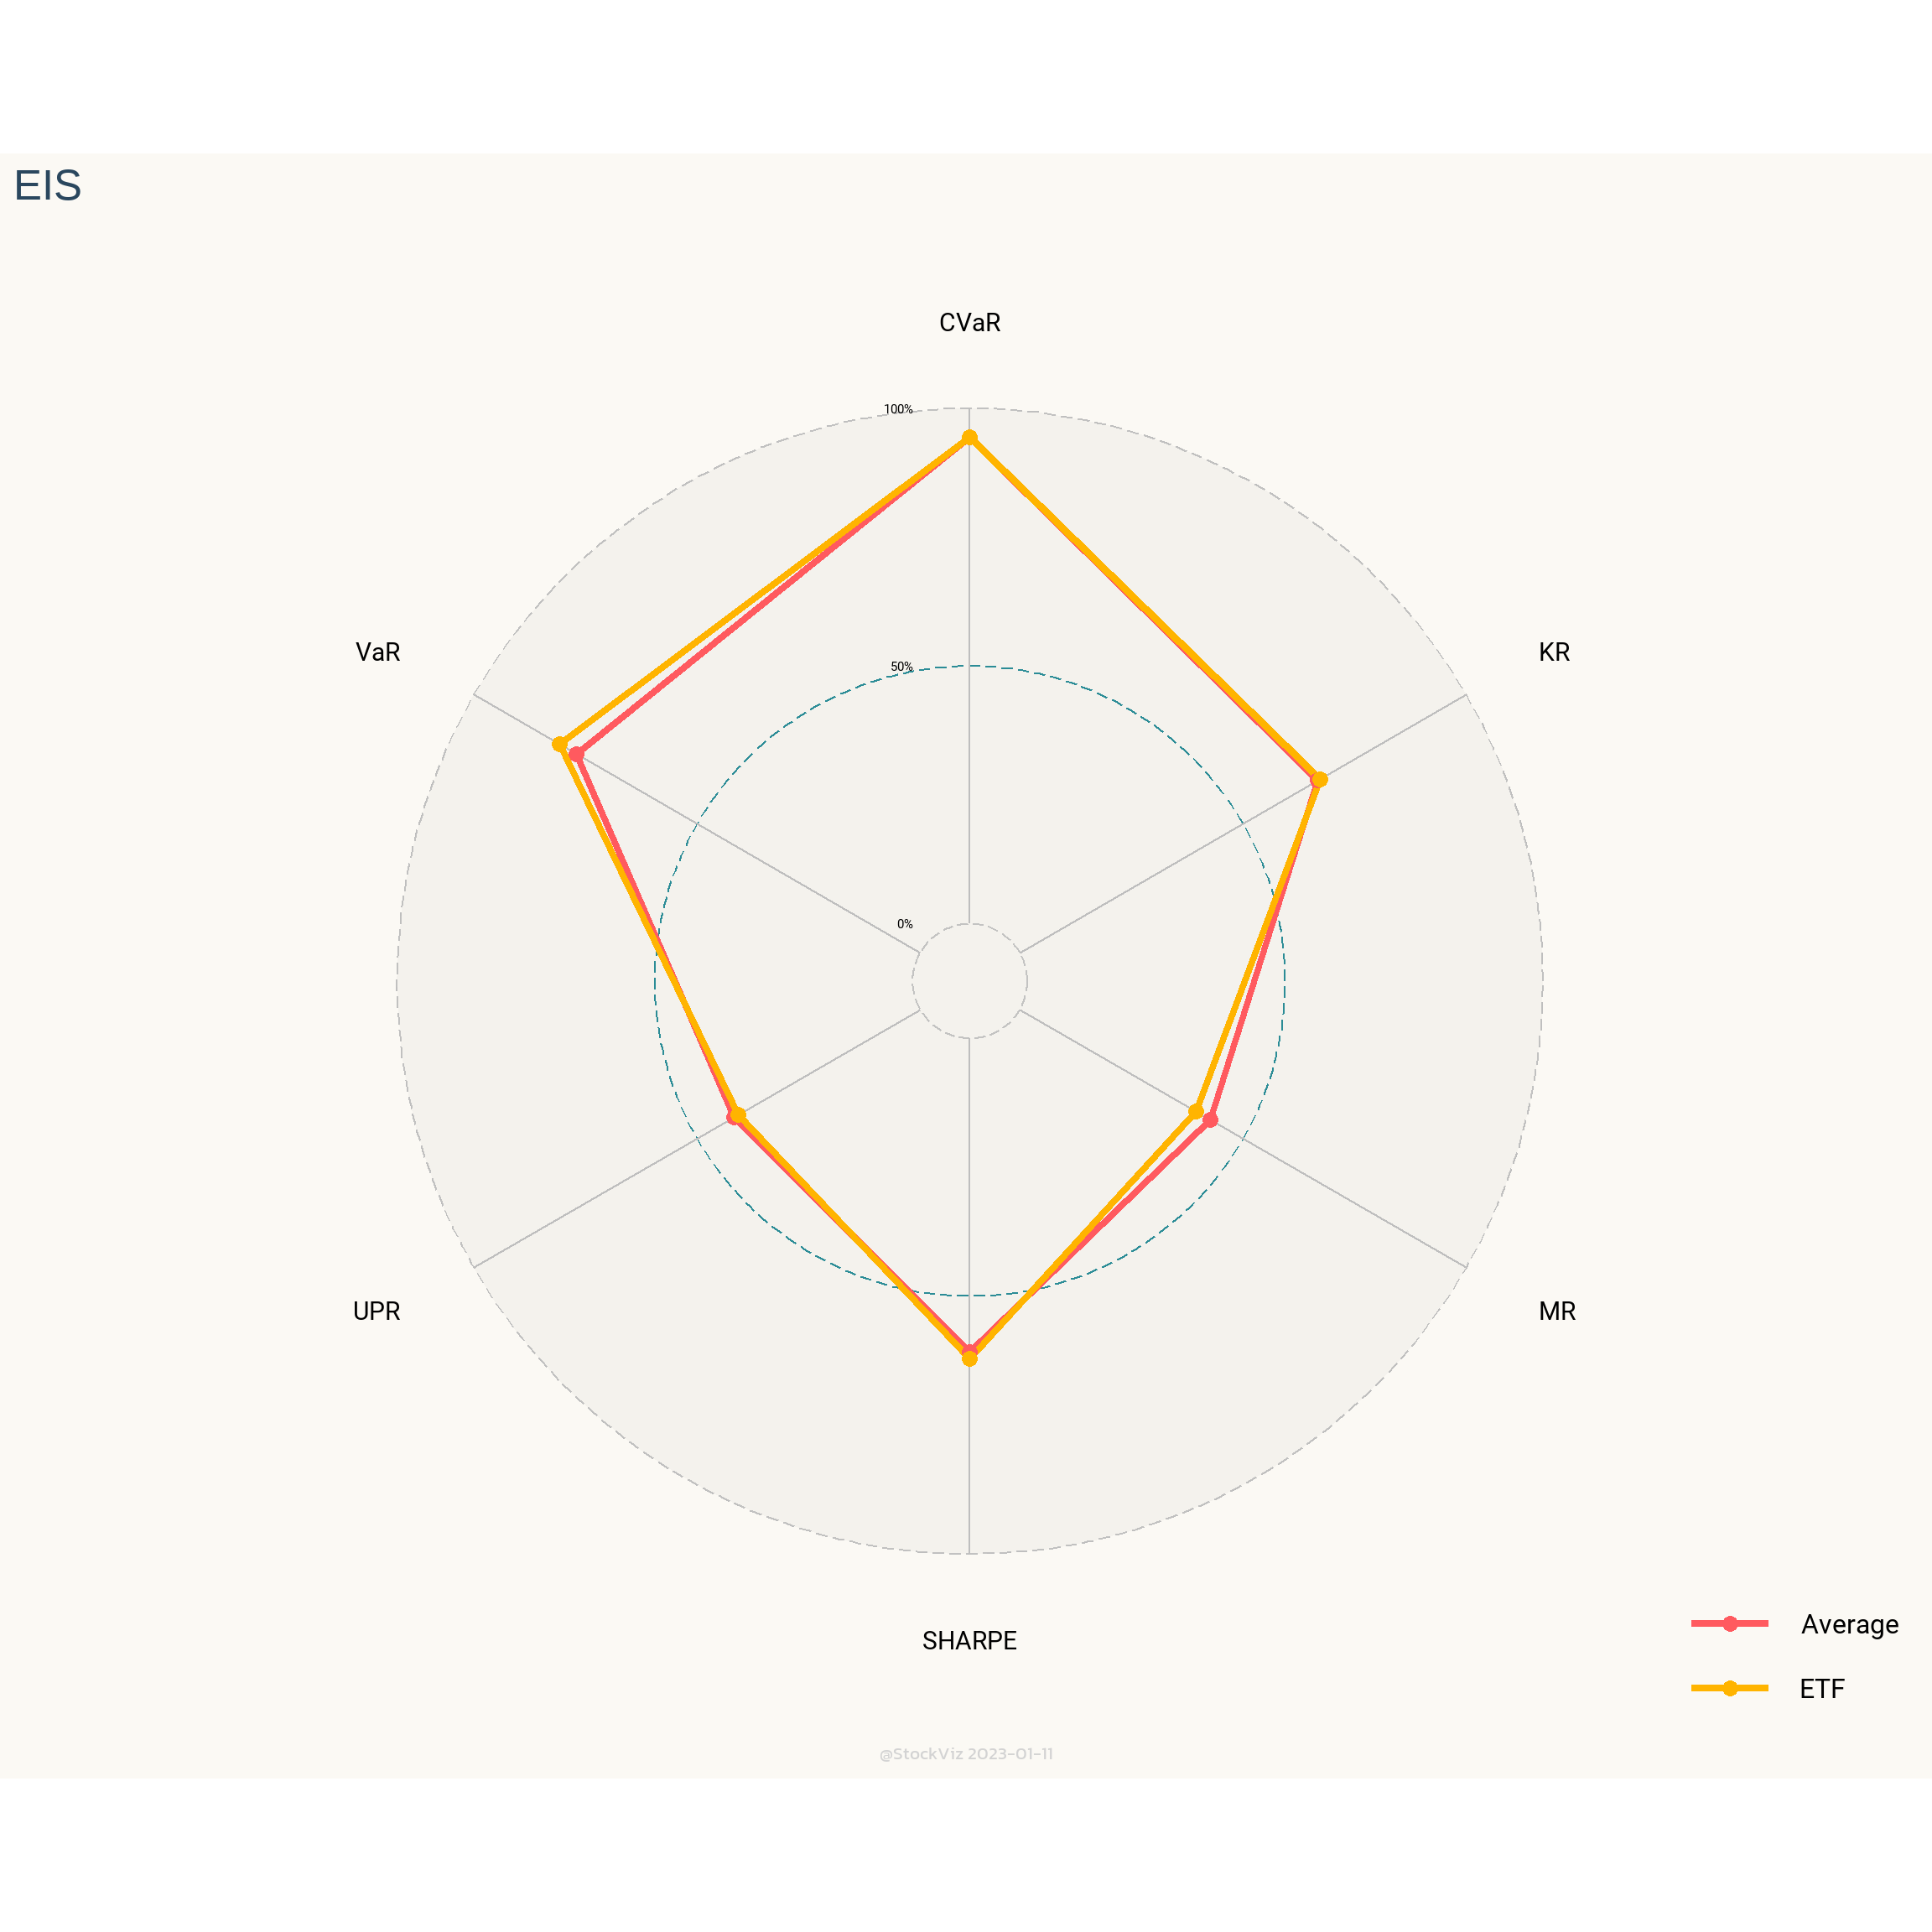 EIS
CVaR
100%
KR
VaR
50%
0%
UPR
MR
SHARPE
Average
ETF
@StockViz 2023-01-11